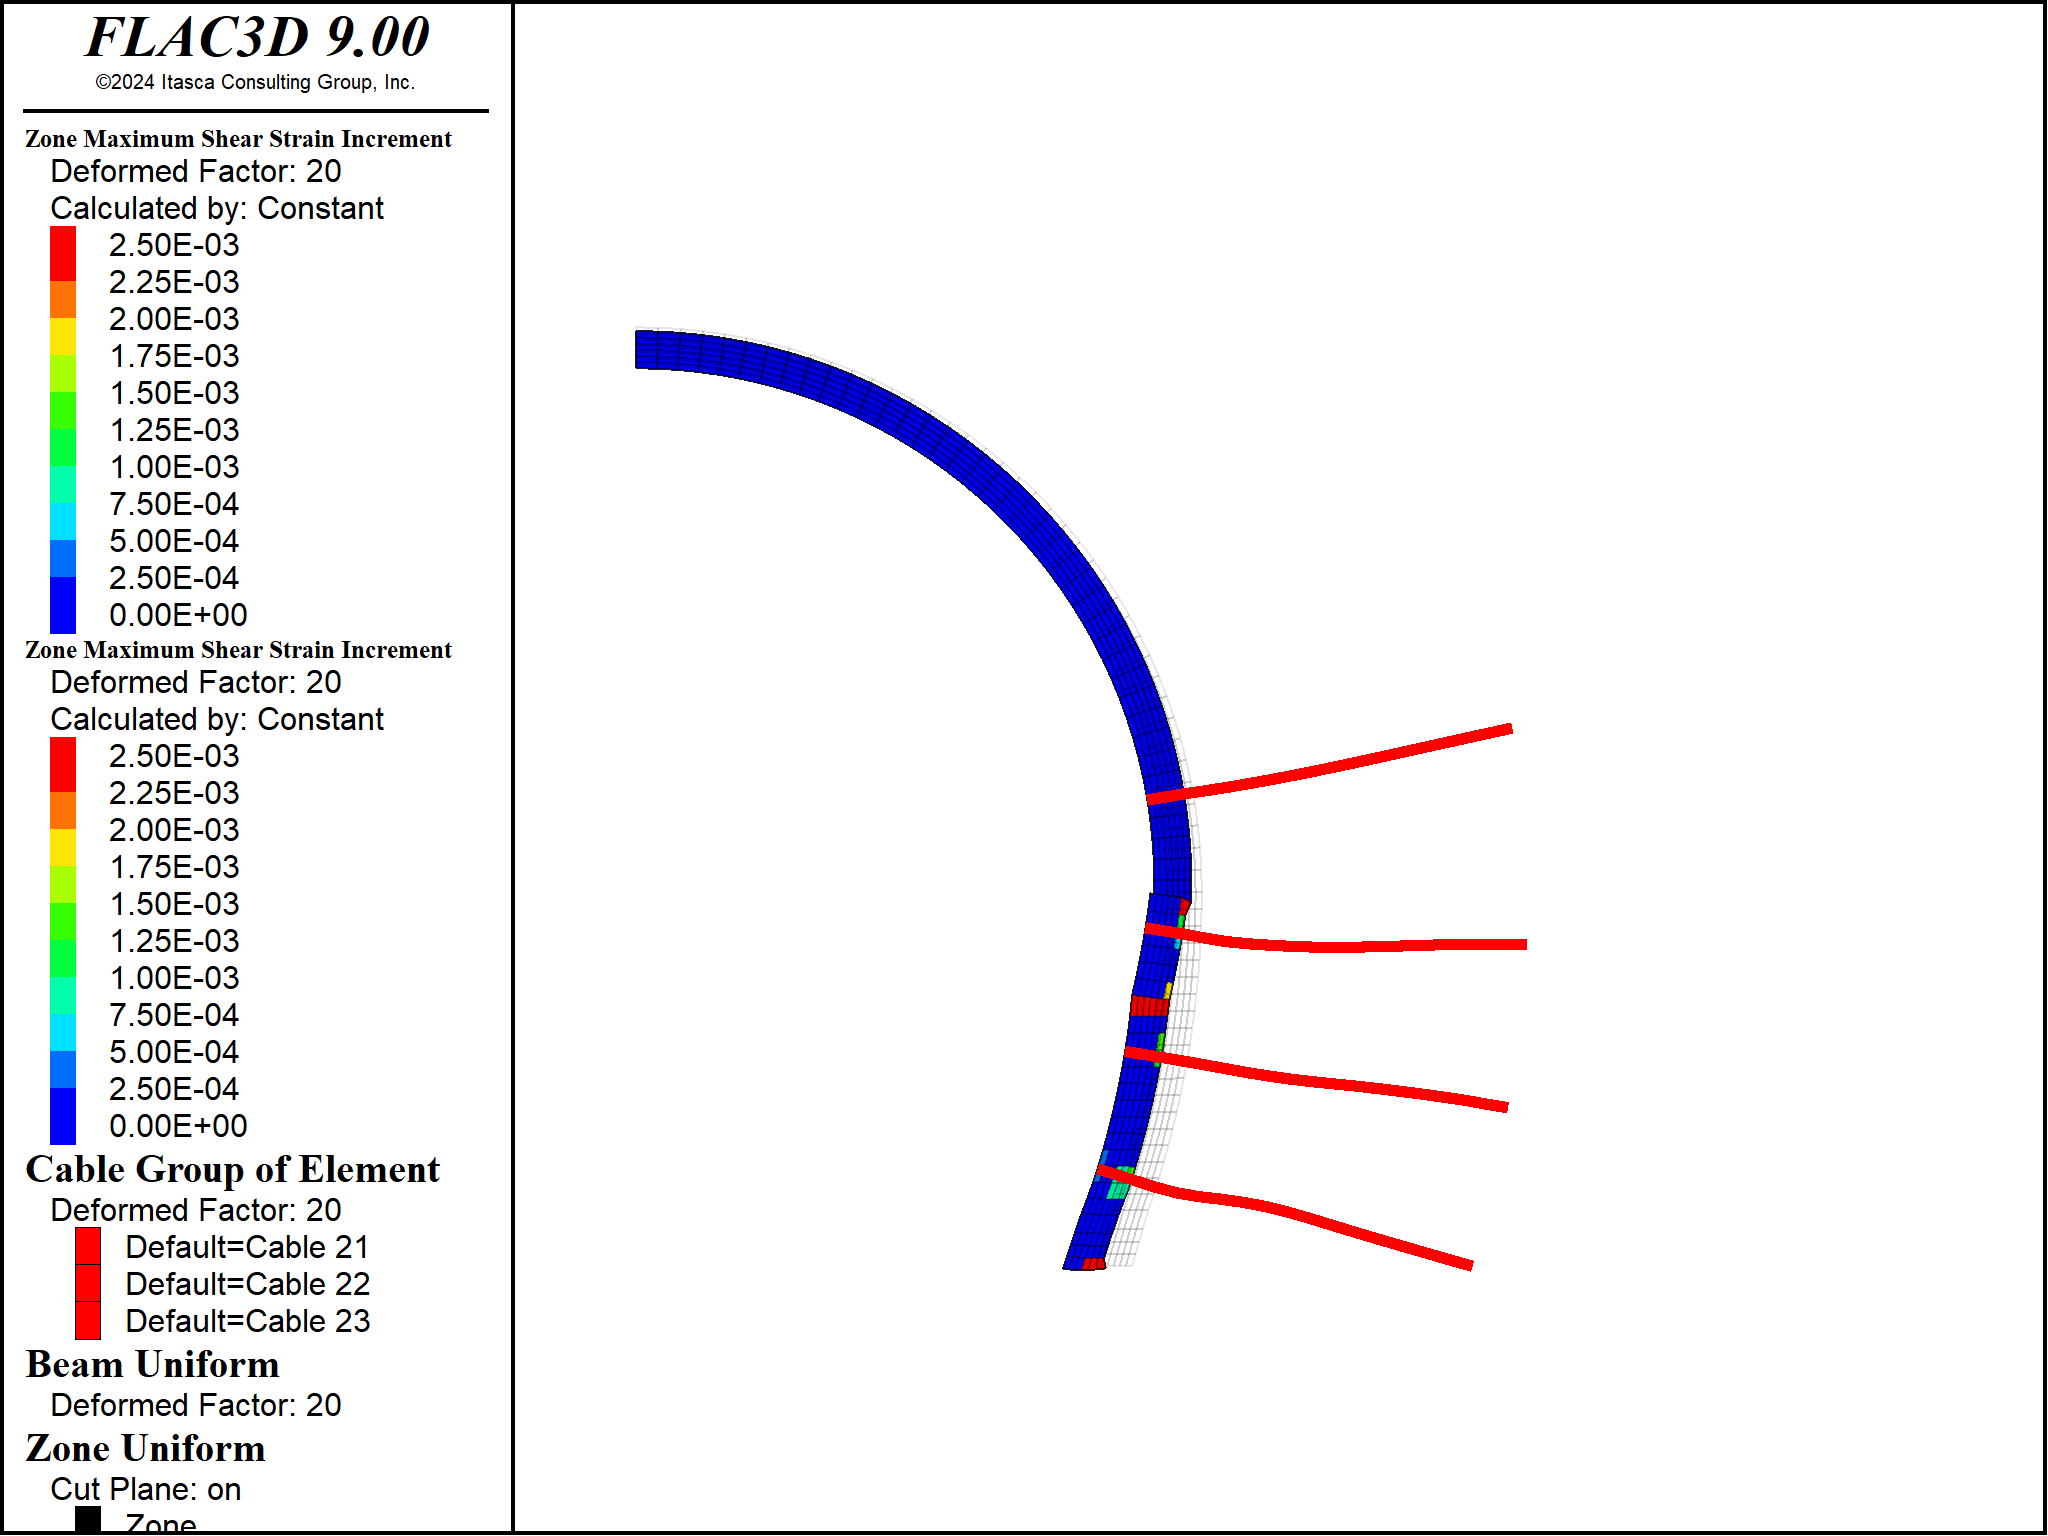 FLAC3D 9.00
©2024 Itasca Consulting Group, Inc.
Zone Maximum Shear Strain Increment
Deformed Factor: 20
Calculated by: Constant
2.50E-03
2.25E-03
2.00E-03
1.75E-03
1.50E-03
1.25E-03
1.00E-03
7.50E-04
5.00E-04
2.50E-04
0.00E+00
Zone Maximum Shear Strain Increment
Deformed Factor: 20
Calculated by: Constant
2.50E-03
2.25E-03
2.00E-03
1.75E-03
1.50E-03
1.25E-03
1.00E-03
7.50E-04
5.00E-04
2.50E-04
0.00E+00
Cable Group of Element
Deformed Factor: 20
Default=Cable 21
Default=Cable 22
Default=Cable 23
Beam Uniform
Deformed Factor: 20
Zone Uniform
Cut Plane: on
Zone